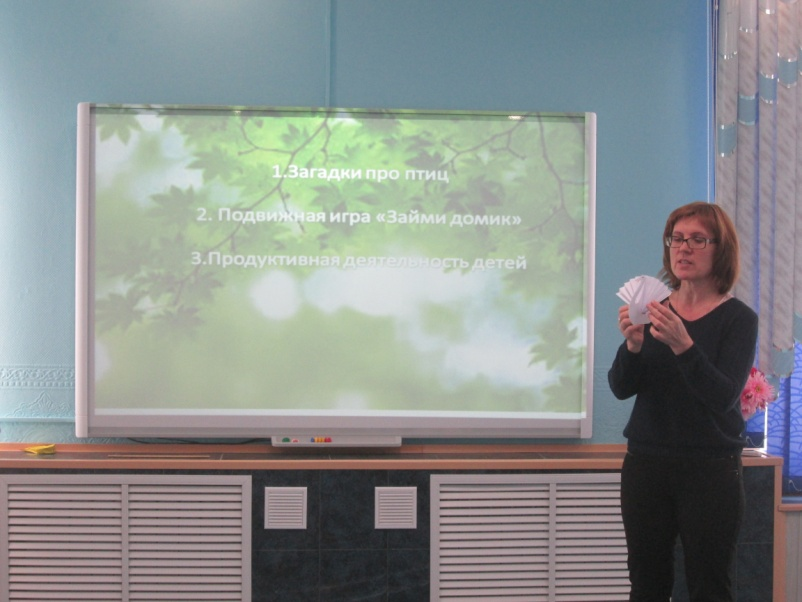 1.Загадки про птиц
2. Подвижная игра «Займи домик»
3.Продуктивная деятельность детей